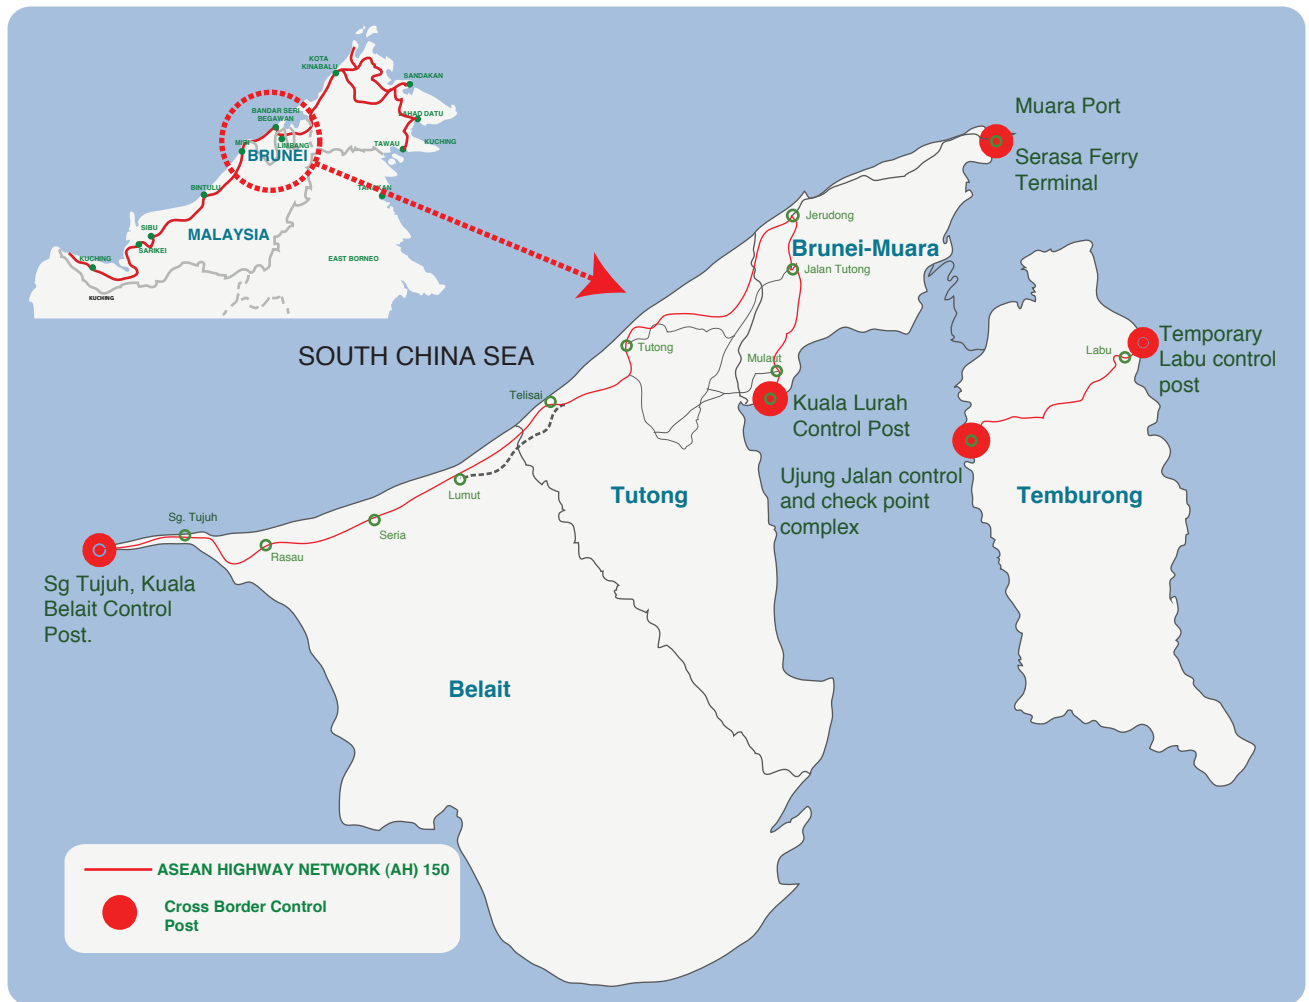 KOTA
KINABALU
SANDAKAN
BANDAR SERI
BEGAWAN
LAHAD DATU
MIRI
LIMBANG
TAWAU
KUCHING
BRUNEI
BINTULU
TARAKAN
SIBU
MALAYSIA
SARIKEI
KUCHING
EAST BORNEO
KUCHING
Muara Port
Serasa Ferry
Terminal
Jerudong
Brunei-Muara
Jalan Tutong
Temporary
Labu control
post
Labu
Tutong
SOUTH CHINA SEA
Mulaut
Telisai
Kuala Lurah
Control Post
Ujung Jalan control
and check point
complex
Tutong
Temburong
Lumut
Sg. Tujuh
Seria
Rasau
Sg Tujuh, Kuala
Belait Control
Post.
Belait
ASEAN HIGHWAY NETWORK (AH) 150
Cross Border Control
Post